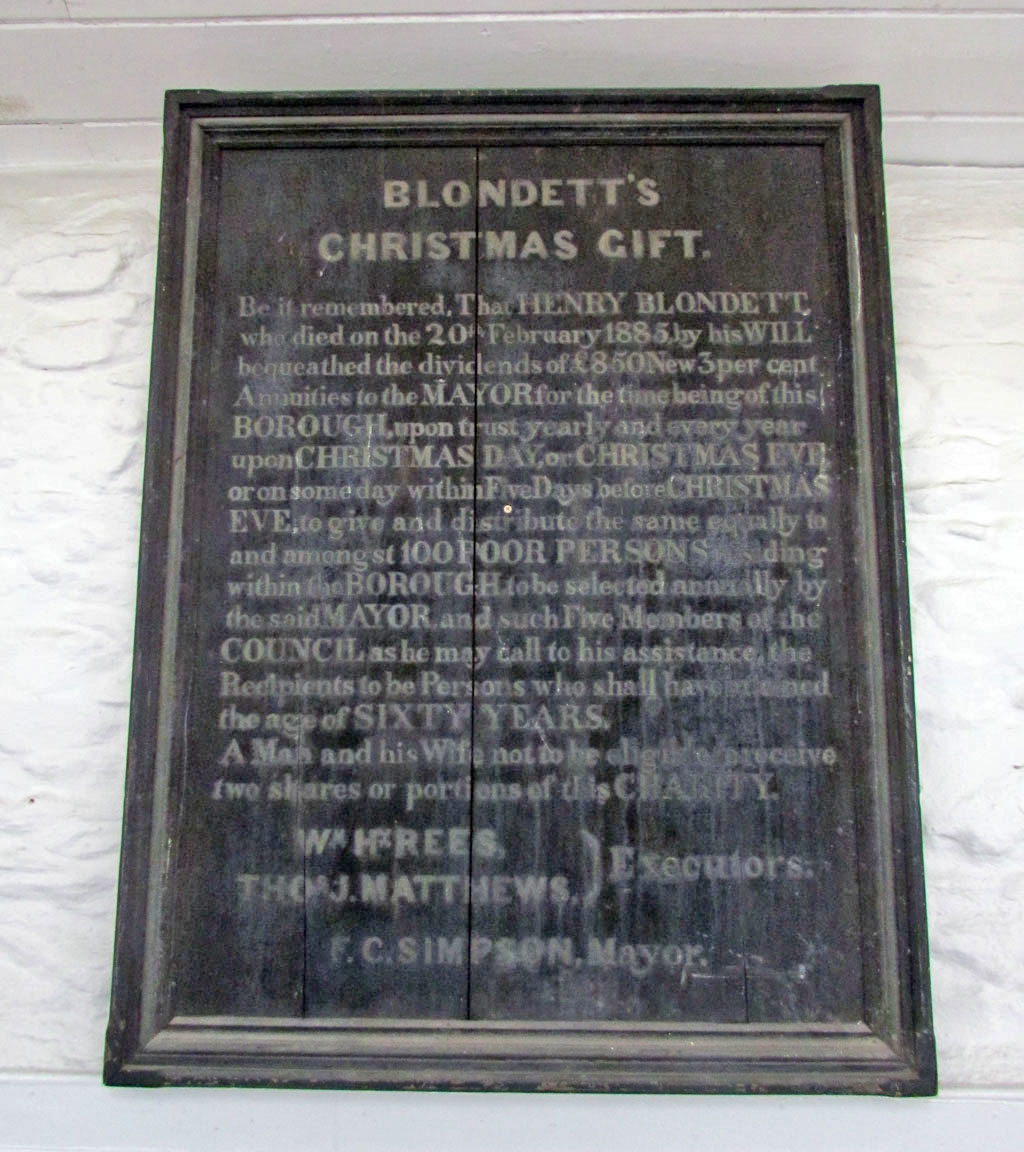 BLONDETT'S
CHRISTMAS GIFT.
Be it remembered, That HENRY BLONDETT,
who died on the 20th February 1885, by his WILL
bequeathed the dividends of £850 New 3 per cent
Annuities to the MAYOR for the time being of this
BOROUGH, upon trust yearly and every year
upon CHRISTMAS DAY, or CHRISTMAS EVE,
or on some day within Five Days before CHRISTMAS
EVE, to give and distribute the same equally to
and amongst 100 POOR PERSONS residing
within the BOROUGH to be selected annually by
the said MAYOR, and such Five Members of the
COUNCIL as he may call to his assistance, the
Recipients to be Persons who shall have attained
the age of SIXTY YEARS.
A Man and his Wife not to be eligible to receive
two shares or portions of this CHARITY.
Wm Hy REES,
THOs J. MATTHEWS, } Executors.
F. C. SIMPSON, Mayor.